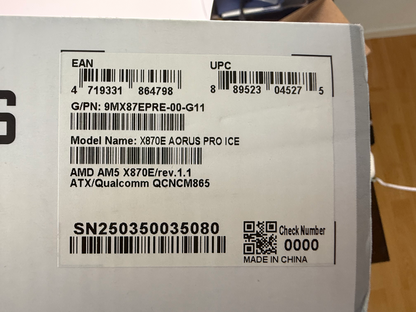 EAN
UPC
4 719331 864798
8 89523 04527 5
G/PN: 9MX87EPRE-00-G11
Model Name: X870E AORUS PRO ICE
AMD AM5 X870E/rev.1.1
ATX/Qualcomm QCNCM865
SN250350035080
Check Number
0000
MADE IN CHINA
S